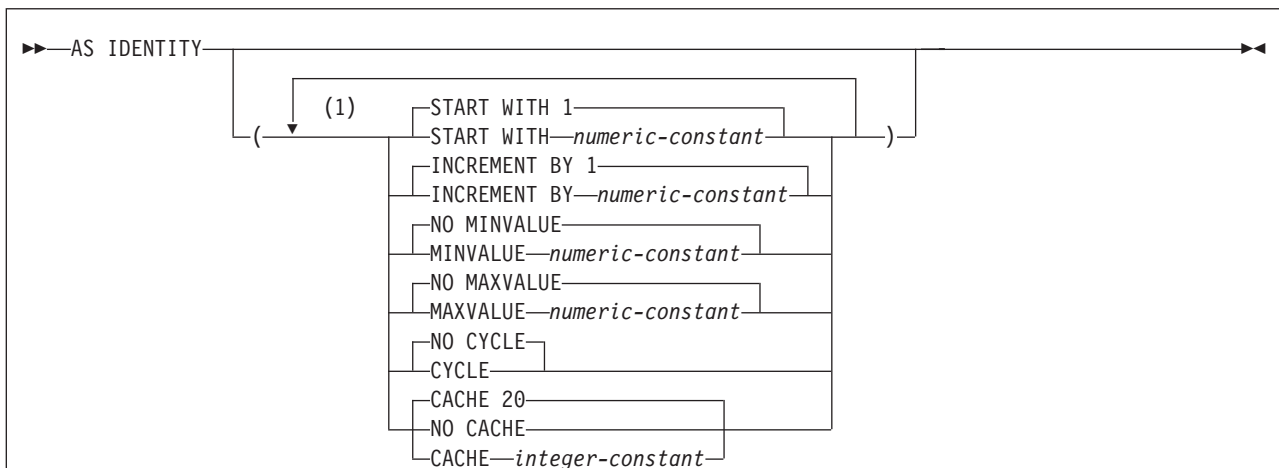 AS IDENTITY
(1)
START WITH 1
( START WITH numeric-constant )
INCREMENT BY 1
INCREMENT BY numeric-constant
NO MINVALUE
MINVALUE numeric-constant
NO MAXVALUE
MAXVALUE numeric-constant
NO CYCLE
CYCLE
CACHE 20
NO CACHE
CACHE integer-constant